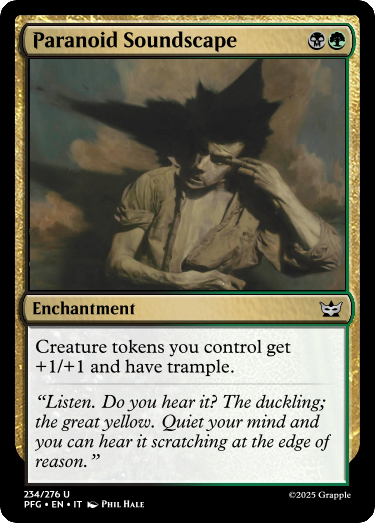 Paranoid Soundscape
Enchantment
Creature tokens you control get
+1/+1 and have trample.
“Listen. Do you hear it? The duckling;
the great yellow. Quiet your mind and
you can hear it scratching at the edge of
reason.”
234/276 U
PFG • EN • IT Phil Hale
©2025 Grapple